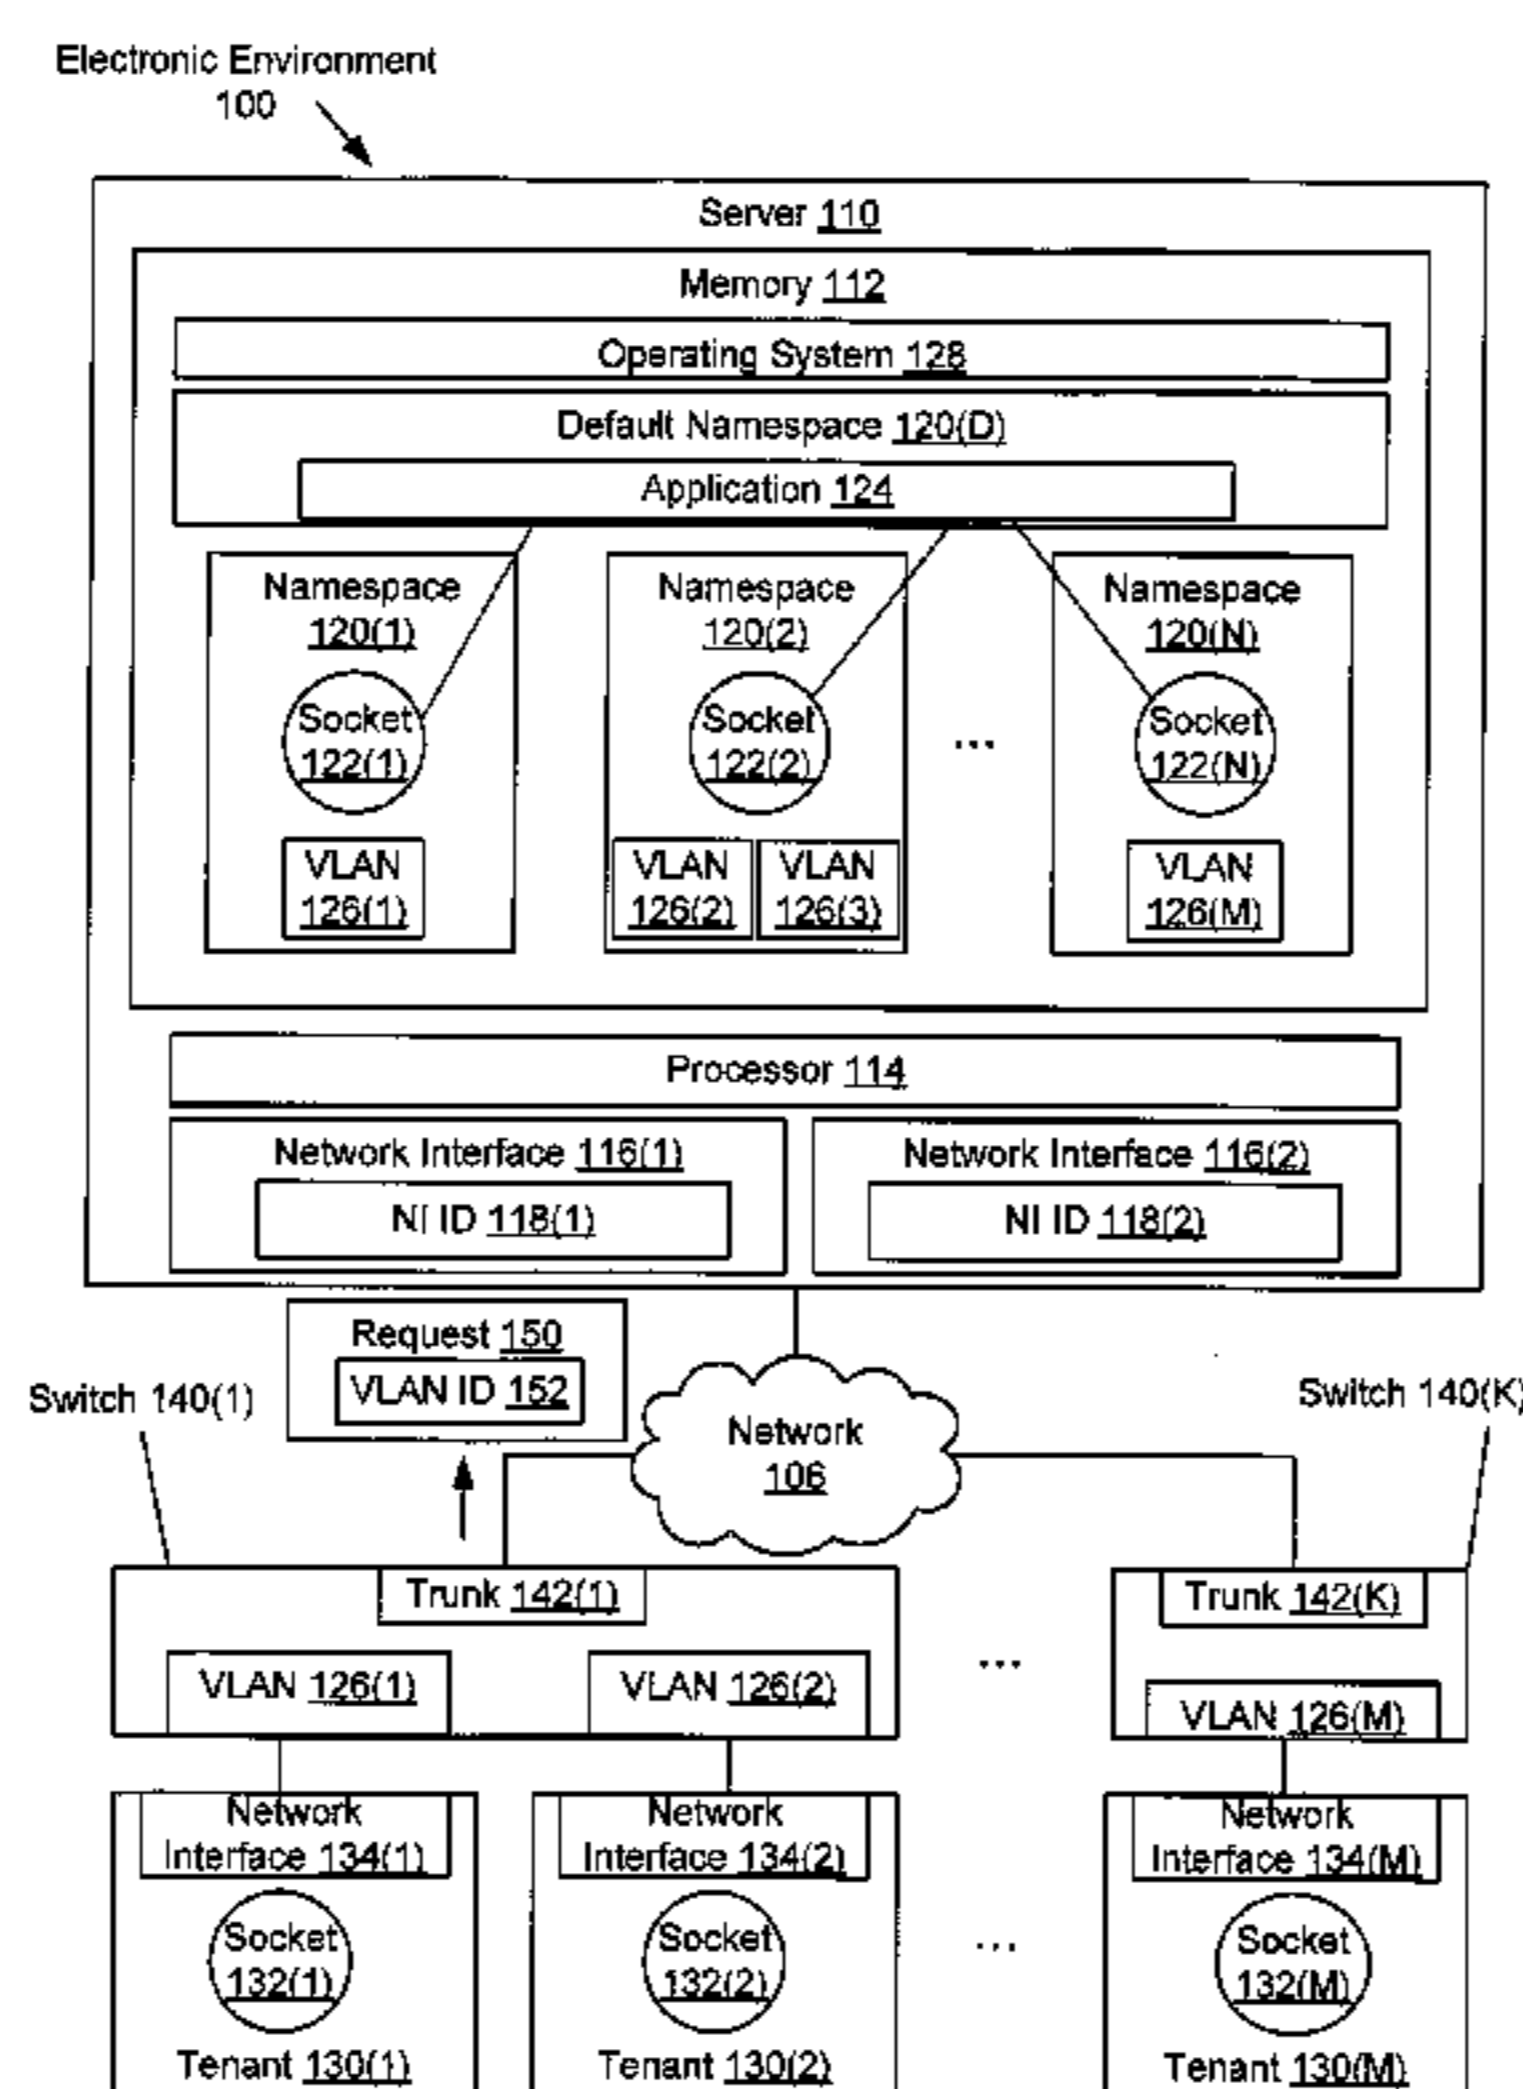 Electronic Environment
100
Server 110
Memory 112
Operating System 128
Default Namespace 120(D)
Application 124
Namespace
120(1)
Socket
122(1)
VLAN
126(1)
Namespace
120(2)
Socket
122(2)
VLAN
126(2)
VLAN
126(3)
...
Namespace
120(N)
Socket
122(N)
VLAN
126(M)
Processor 114
Network Interface 116(1)
NI ID 118(1)
Network Interface 116(2)
NI ID 118(2)
Request 150
VLAN ID 152
Switch 140(1)
Network
106
Switch 140(K)
Trunk 142(1)
VLAN 126(1)
VLAN 126(2)
...
Trunk 142(K)
VLAN 126(M)
Network
Interface 134(1)
Socket
132(1)
Tenant 130(1)
Network
Interface 134(2)
Socket
132(2)
Tenant 130(2)
...
Network
Interface 134(M)
Socket
132(M)
Tenant 130(M)